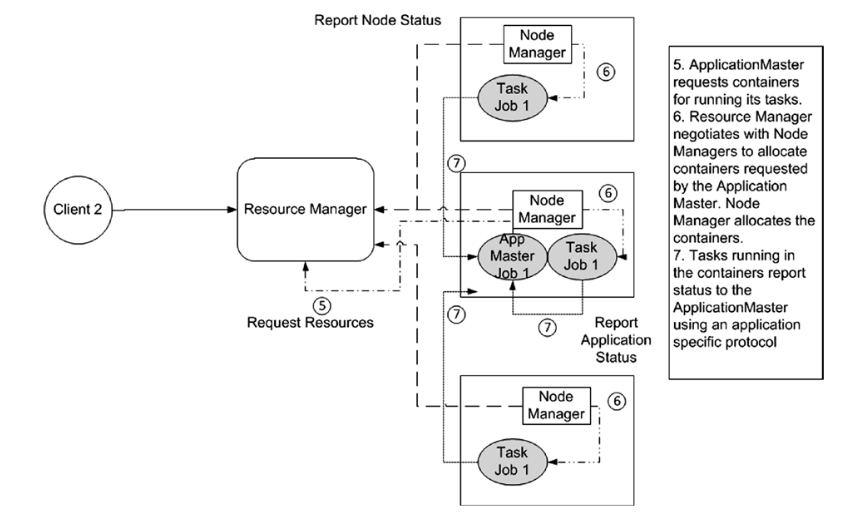 Report Node Status
Node
Manager
⑥
Task
Job 1
⑦
Client 2
Resource Manager
Node
Manager
⑥
App
Master
Job 1
Task
Job 1
⑤
Request Resources
⑦
⑦
Report
Application
Status
Node
Manager
⑥
Task
Job 1
5. ApplicationMaster
requests containers
for running its tasks.
6. Resource Manager
negotiates with Node
Managers to allocate
containers requested
by the Application
Master. Node
Manager allocates the
containers.
7. Tasks running in
the containers report
status to the
ApplicationMaster
using an application
specific protocol